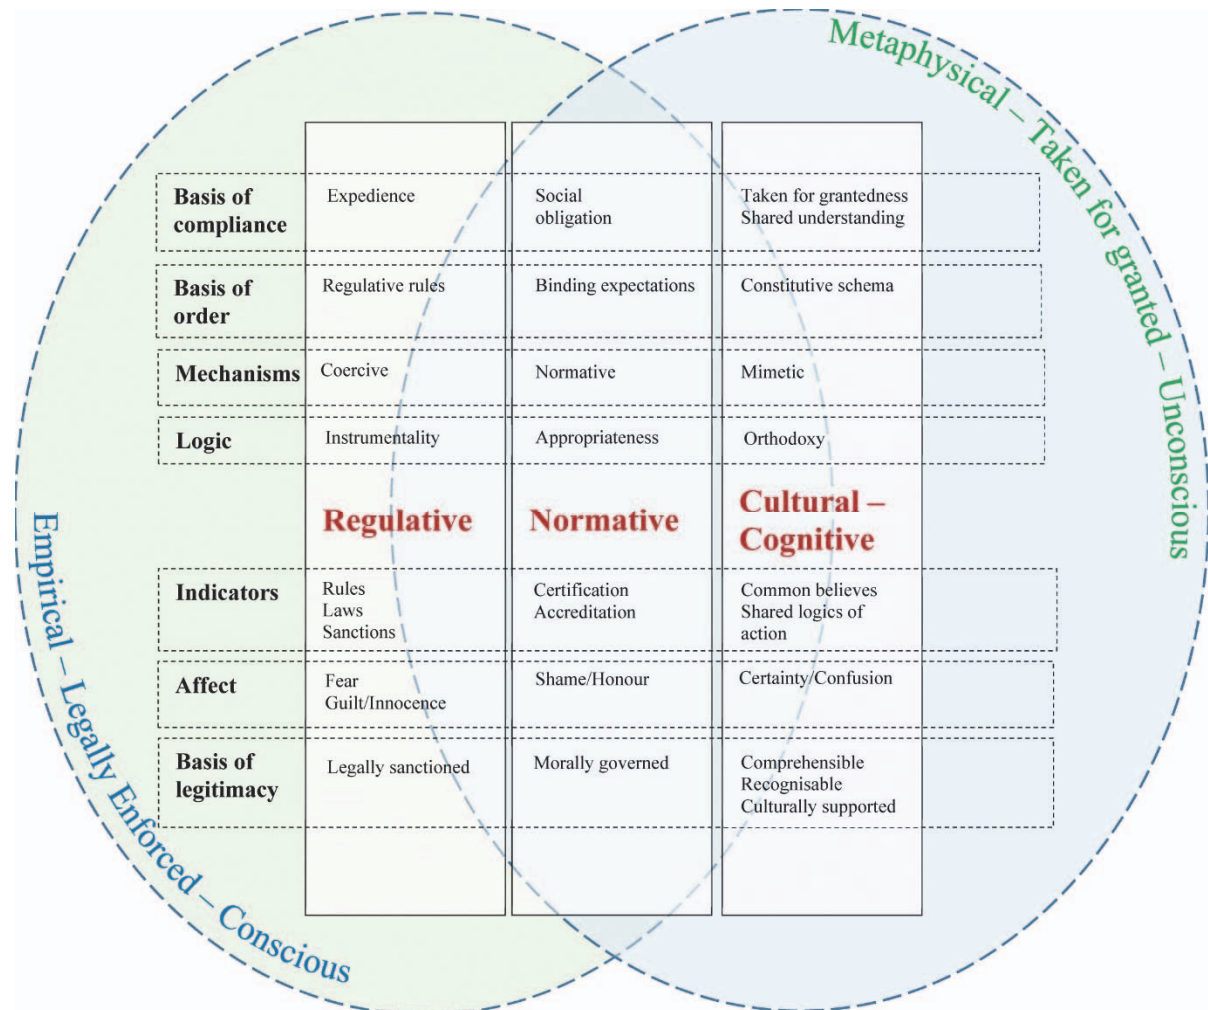 Metaphysical – Taken for granted – Unconscious
Basis of
compliance
Expedience
Social
obligation
Taken for grantedness
Shared understanding
Basis of
order
Regulative rules
Binding expectations
Constitutive schema
Mechanisms
Coercive
Normative
Mimetic
Logic
Instrumentality
Appropriateness
Orthodoxy
Regulative
Normative
Cultural –
Cognitive
Indicators
Rules
Laws
Sanctions
Certification
Accreditation
Common believes
Shared logics of
action
Affect
Fear
Guilt/Innocence
Shame/Honour
Certainty/Confusion
Basis of
legitimacy
Legally sanctioned
Morally governed
Comprehensible
Recognisable
Culturally supported
Empirical – Legally Enforced – Conscious